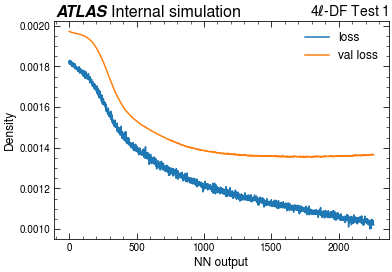 ATLAS Internal simulation 4ℓ-DF Test 1
loss
val loss
0.0020
0.0018
0.0016
0.0014
0.0012
0.0010
Density
0 500 1000 1500 2000
NN output